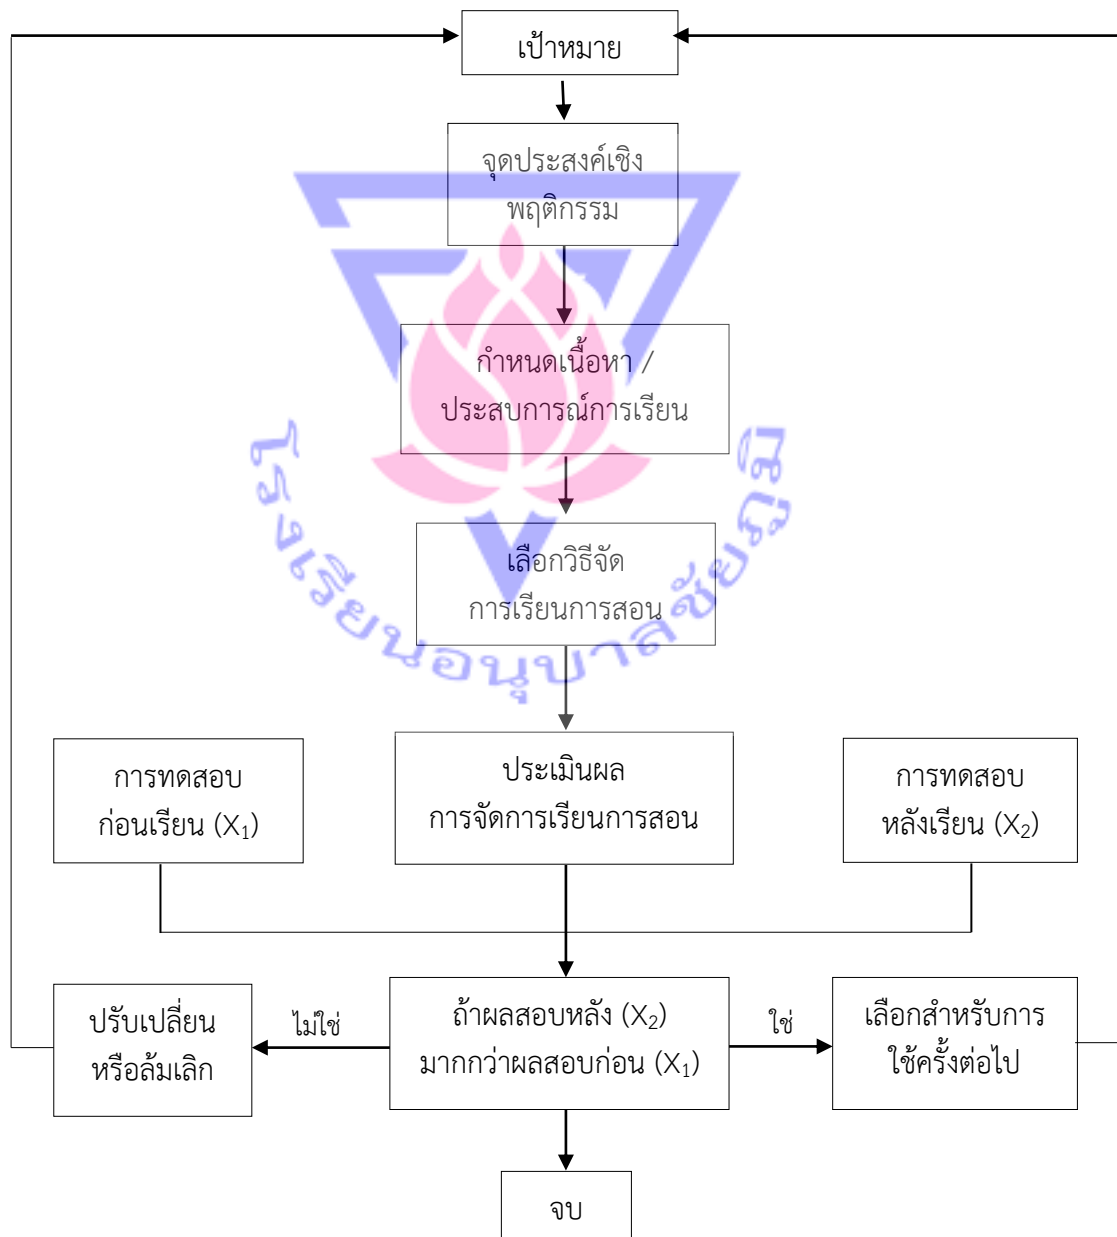 เป้าหมาย
จุดประสงค์เชิง
พฤติกรรม
กำหนดเนื้อหา /
ประสบการณ์การเรียน
โรงเรียนอนุบาลชัยภูมิ
เลือกวิธีจัด
การเรียนการสอน
การทดสอบ
ก่อนเรียน (X₁)
ประเมินผล
การจัดการเรียนการสอน
การทดสอบ
หลังเรียน (X₂)
ปรับเปลี่ยน
หรือล้มเลิก
ไม่ใช่
ถ้าผลสอบหลัง (X₂)
มากกว่าผลสอบก่อน (X₁)
ใช่
เลือกสำหรับการ
ใช้ครั้งต่อไป
จบ